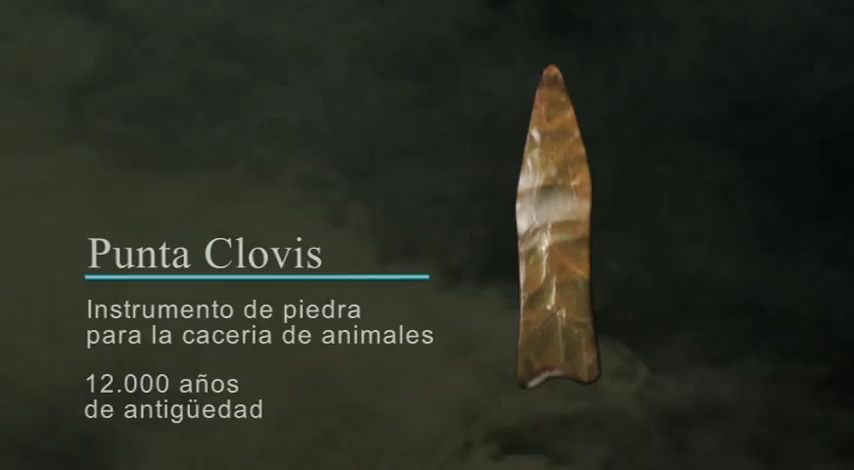 Punta Clovis
Instrumento de piedra
para la caceria de animales
12.000 años
de antigüedad